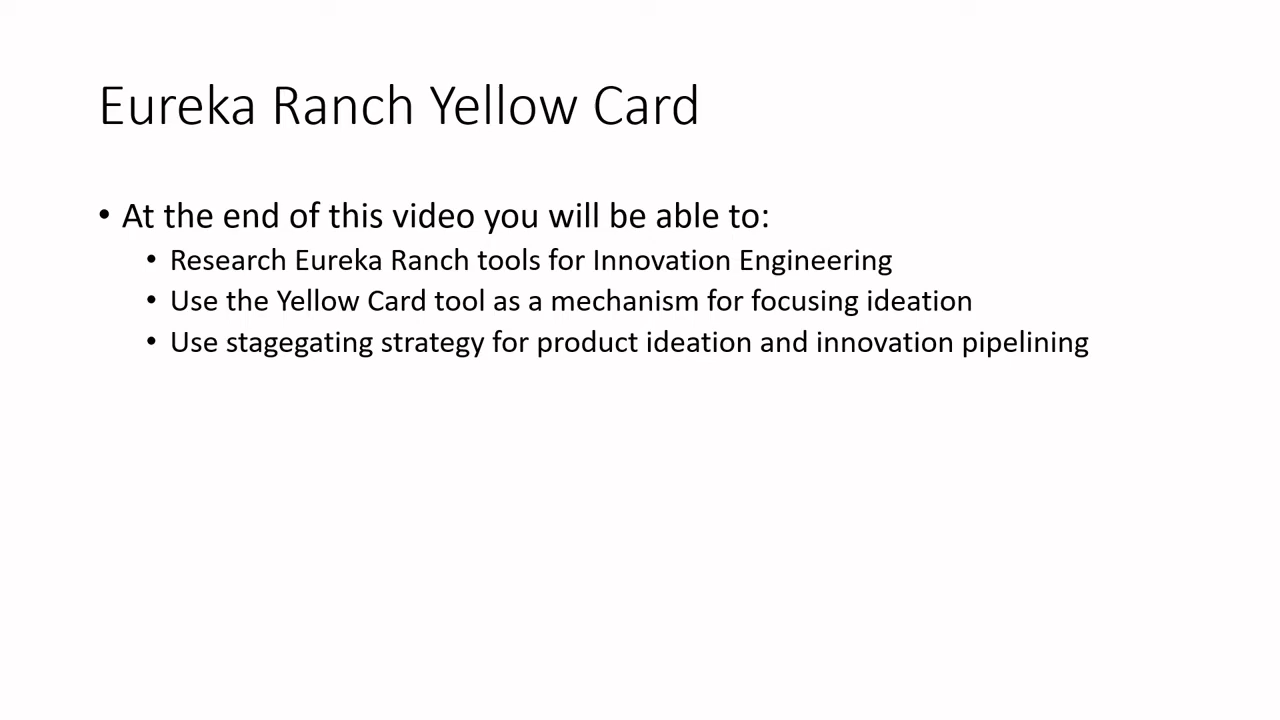 Eureka Ranch Yellow Card
• At the end of this video you will be able to:
• Research Eureka Ranch tools for Innovation Engineering
• Use the Yellow Card tool as a mechanism for focusing ideation
• Use stagegating strategy for product ideation and innovation pipelining